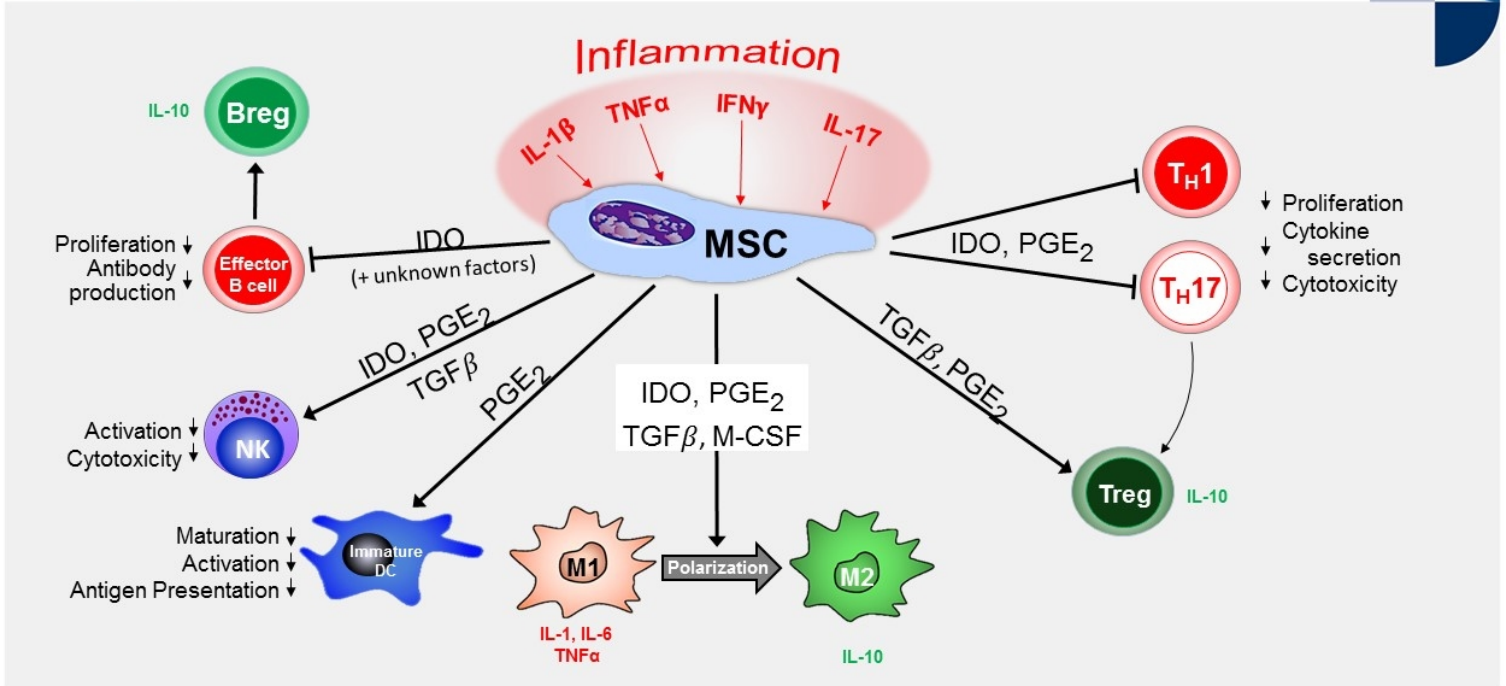 Inflammation
IL-1β
TNFα
IFNγ
IL-17
MSC
IL-10
Breg
Proliferation ↓
Antibody
production ↓
Effector
B cell
IDO
(+ unknown factors)
IDO, PGE₂
TGFβ
Activation ↓
Cytotoxicity ↓
NK
PGE₂
Maturation ↓
Activation ↓
Antigen Presentation ↓
Immature
DC
IDO, PGE₂
TGFβ, M-CSF
M1
Polarization
M2
IL-1, IL-6
TNFα
IL-10
TGFβ, PGE₂
Treg
IL-10
IDO, PGE₂
TH1
TH17
↓ Proliferation
Cytokine
↓ secretion
↓ Cytotoxicity